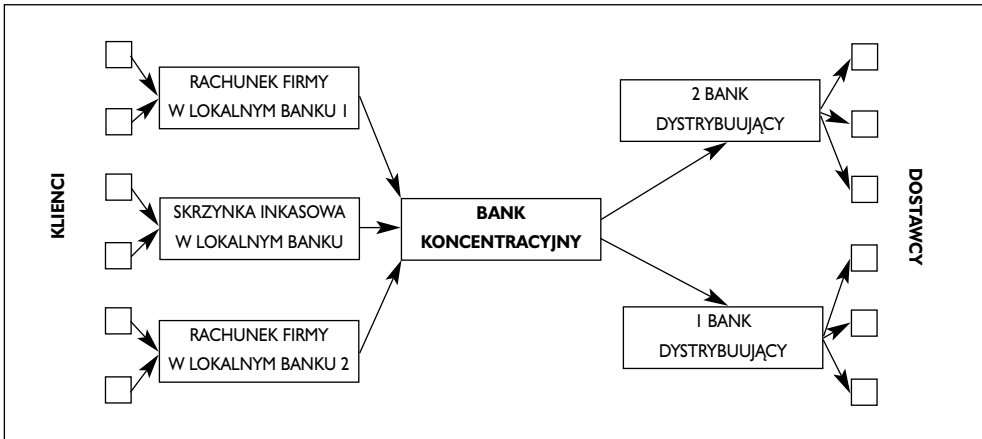 KLIENCI
RACHUNEK FIRMY
W LOKALNYM BANKU 1
SKRZYNKA INKASOWA
W LOKALNYM BANKU
RACHUNEK FIRMY
W LOKALNYM BANKU 2
BANK
KONCENTRACYJNY
2 BANK
DYSTRYBUUJĄCY
1 BANK
DYSTRYBUUJĄCY
DOSTAWCY